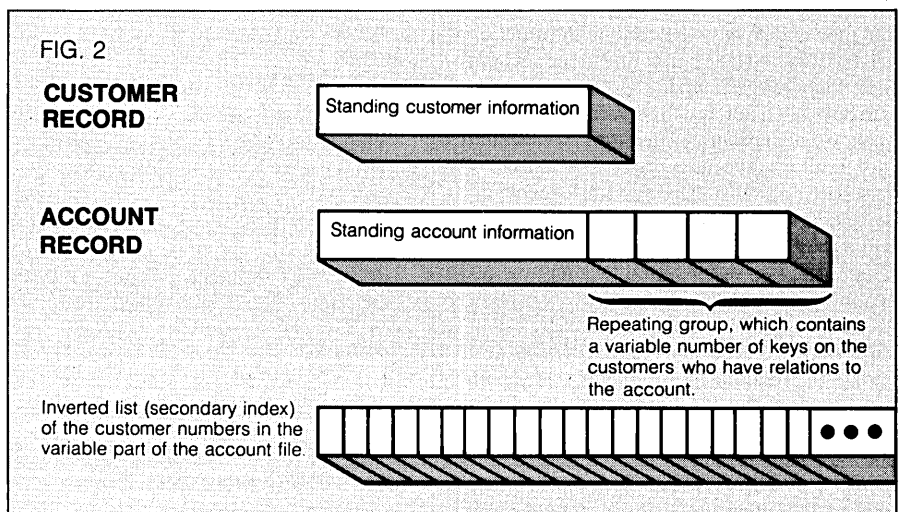 FIG. 2
CUSTOMER
RECORD
Standing customer information
ACCOUNT
RECORD
Standing account information
Repeating group, which contains
a variable number of keys on the
customers who have relations to
the account.
Inverted list (secondary index)
of the customer numbers in the
variable part of the account file.